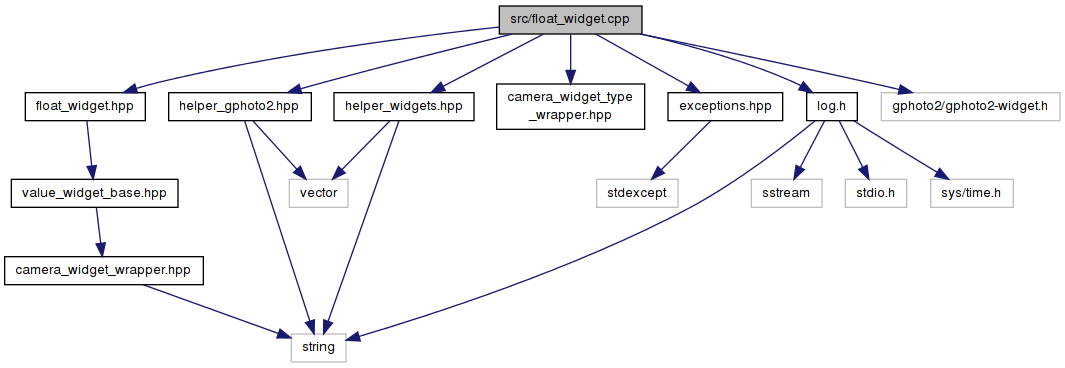 src/float_widget.cpp
float_widget.hpp
helper_gphoto2.hpp
helper_widgets.hpp
camera_widget_type
_wrapper.hpp
exceptions.hpp
log.h
gphoto2/gphoto2-widget.h
value_widget_base.hpp
vector
stdexcept
sstream
stdio.h
sys/time.h
camera_widget_wrapper.hpp
string